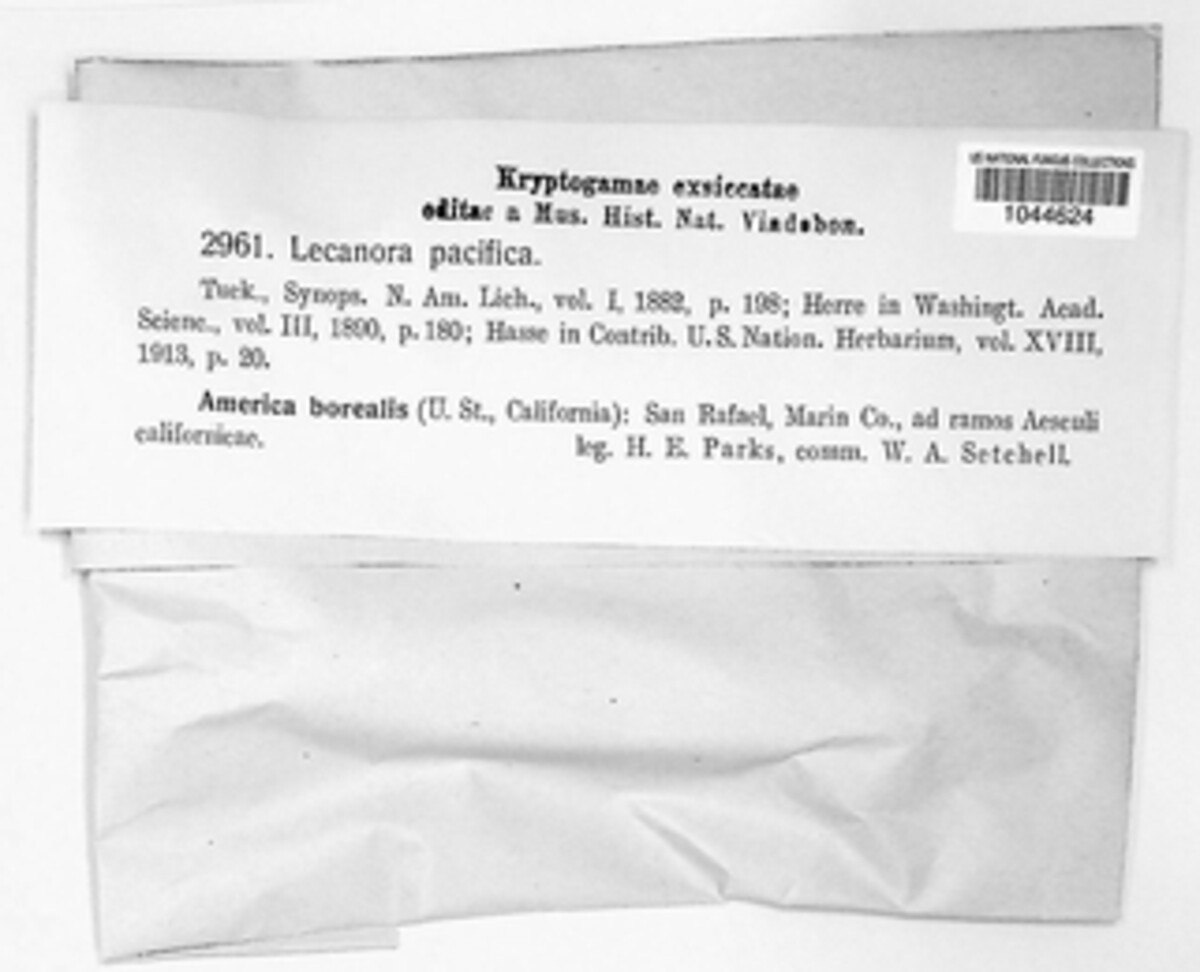 Kryptogamae exsiccatae
editae a Mus. Hist. Nat. Vindobon.
US NATIONAL FUNGUS COLLECTIONS
1044624
2961. Lecanora pacifica.
Tuck., Synops. N. Am. Lich., vol. I, 1882, p. 198; Herre in Washingt. Acad.
Scienc., vol. III, 1890, p. 180; Hasse in Contrib. U. S. Nation. Herbarium, vol. XVIII,
1913, p. 20.
America borealis (U. St., California): San Rafael, Marin Co., ad ramos Aesculi
californicae.
leg. H. E. Parks, comm. W. A. Setchell.